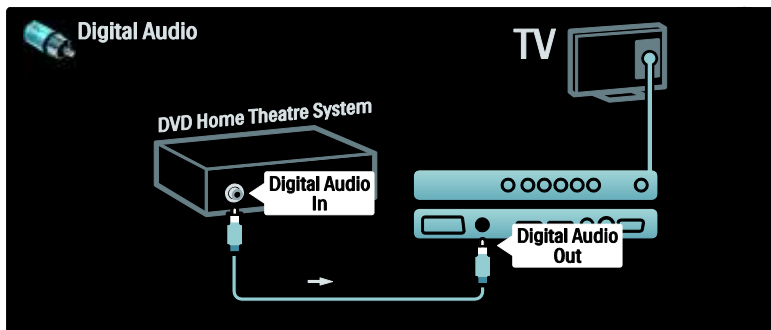 Digital Audio
TV
DVD Home Theatre System
Digital Audio
In
Digital Audio
Out